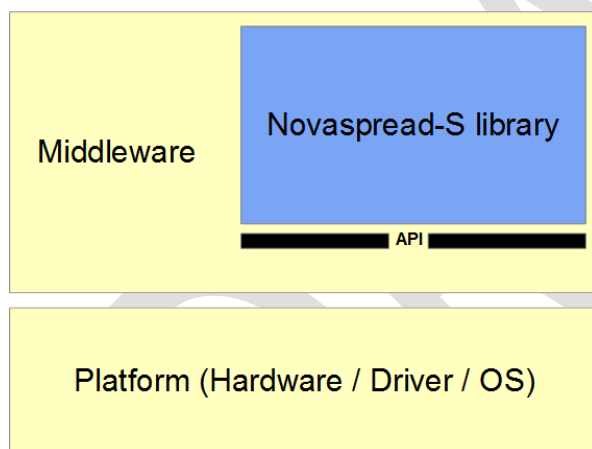 Novaspread-S library
Middleware
API
Platform (Hardware / Driver / OS)